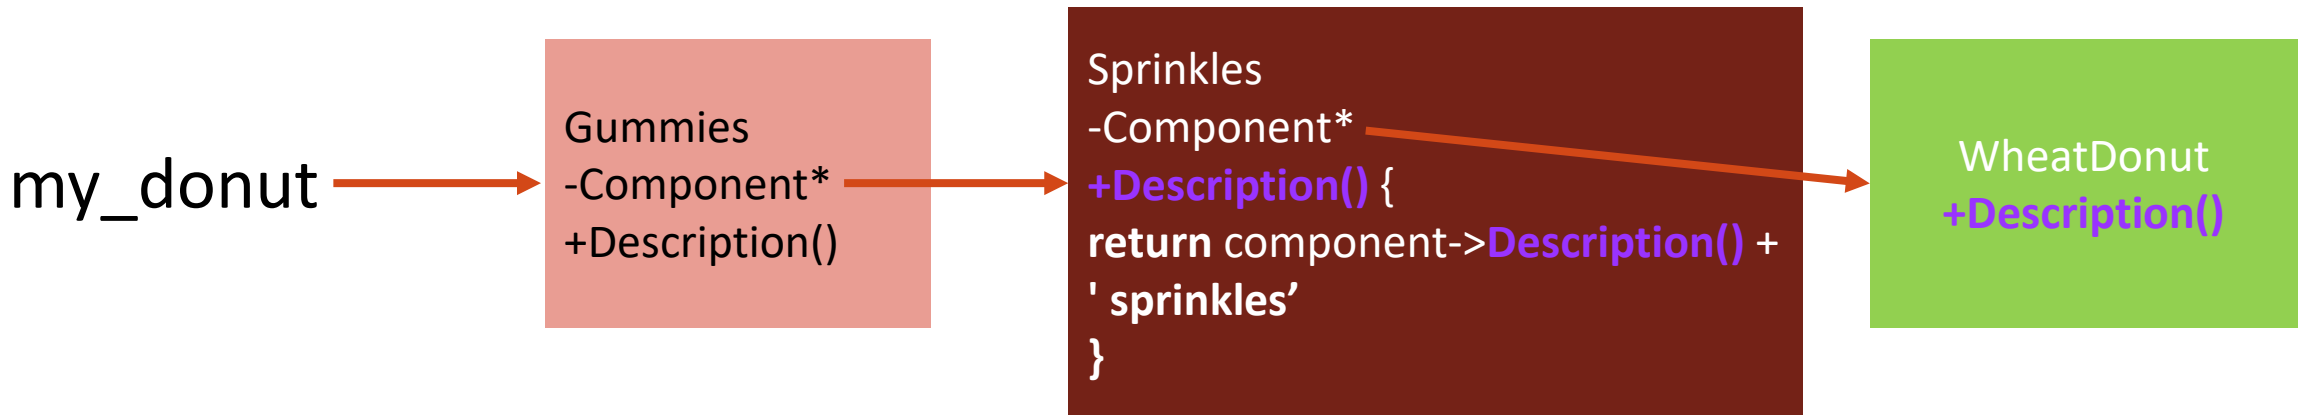 my_donut
Gummies
-Component*
+Description()
Sprinkles
-Component*
+Description() {
return component->Description() +
' sprinkles’
}
WheatDonut
+Description()